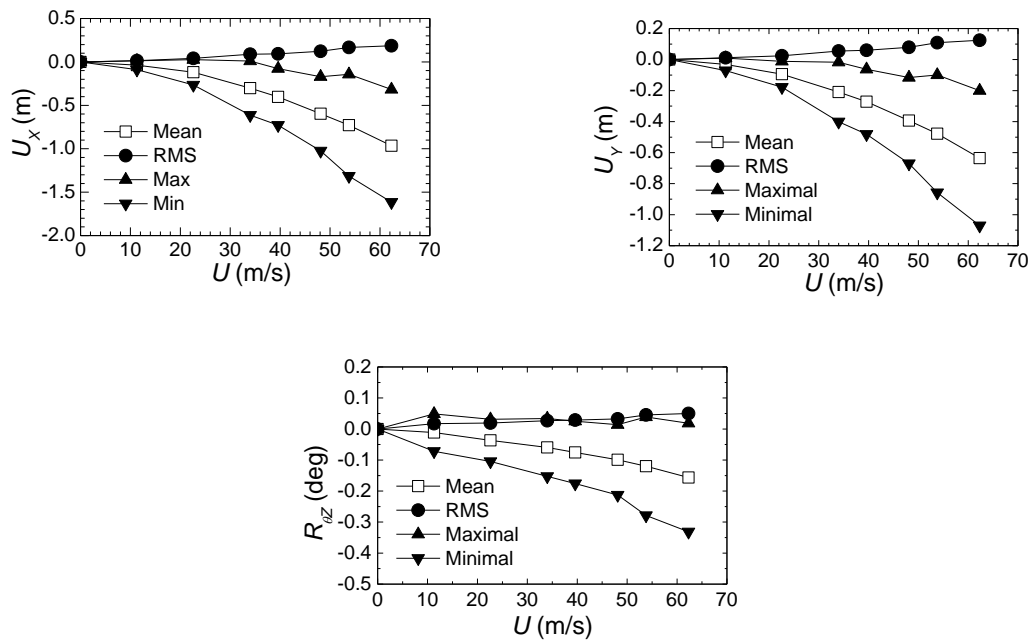 0.5
0.0
-0.5
-1.0
-1.5
-2.0
U_X (m)
Mean
RMS
Max
Min
0 10 20 30 40 50 60 70
U (m/s)
0.2
0.0
-0.2
-0.4
-0.6
-0.8
-1.0
-1.2
U_Y (m)
Mean
RMS
Maximal
Minimal
0 10 20 30 40 50 60 70
U (m/s)
0.2
0.1
0.0
-0.1
-0.2
-0.3
-0.4
-0.5
R_θZ (deg)
Mean
RMS
Maximal
Minimal
0 10 20 30 40 50 60 70
U (m/s)